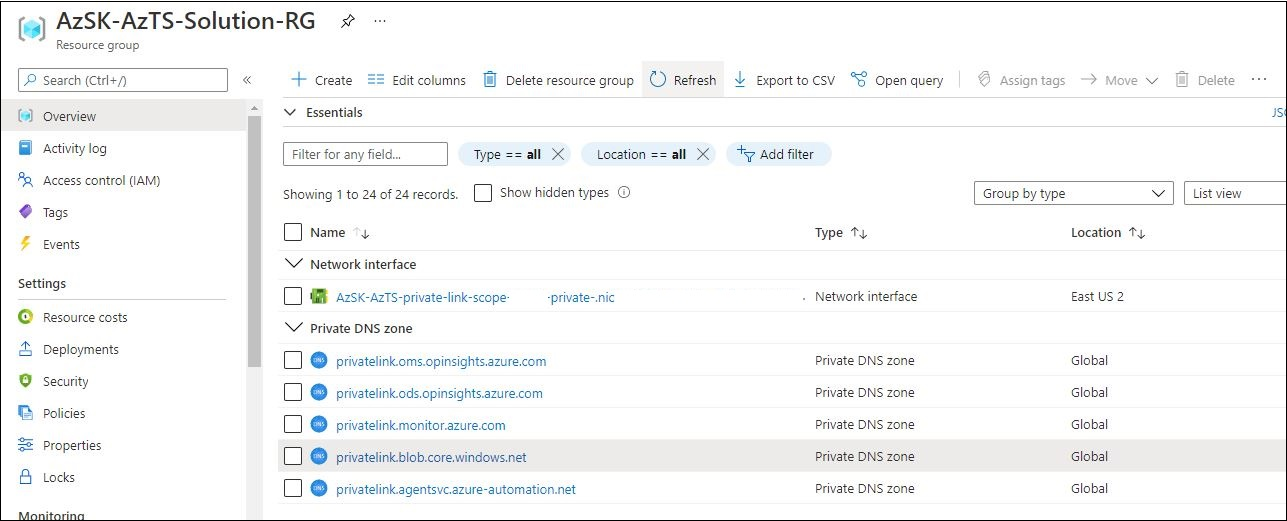 AzSK-AzTS-Solution-RG
Resource group
Search (Ctrl+/)
Create Edit columns Delete resource group Refresh Export to CSV Open query Assign tags Move Delete
Overview
Activity log
Access control (IAM)
Tags
Events
Settings
Resource costs
Deployments
Security
Policies
Properties
Locks
Monitoring
Essentials
Filter for any field... Type == all Location == all Add filter
Showing 1 to 24 of 24 records. Show hidden types Group by type List view
Name Type Location
Network interface
AzSK-AzTS-private-link-scope- -private-.nic Network interface East US 2
Private DNS zone
privatelink.oms.opinsights.azure.com Private DNS zone Global
privatelink.ods.opinsights.azure.com Private DNS zone Global
privatelink.monitor.azure.com Private DNS zone Global
privatelink.blob.core.windows.net Private DNS zone Global
privatelink.agentsvc.azure-automation.net Private DNS zone Global